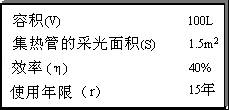 容积(V) 100L
集热管的采光面积(S) 1.5m²
效率(η) 40%
使用年限（r） 15年